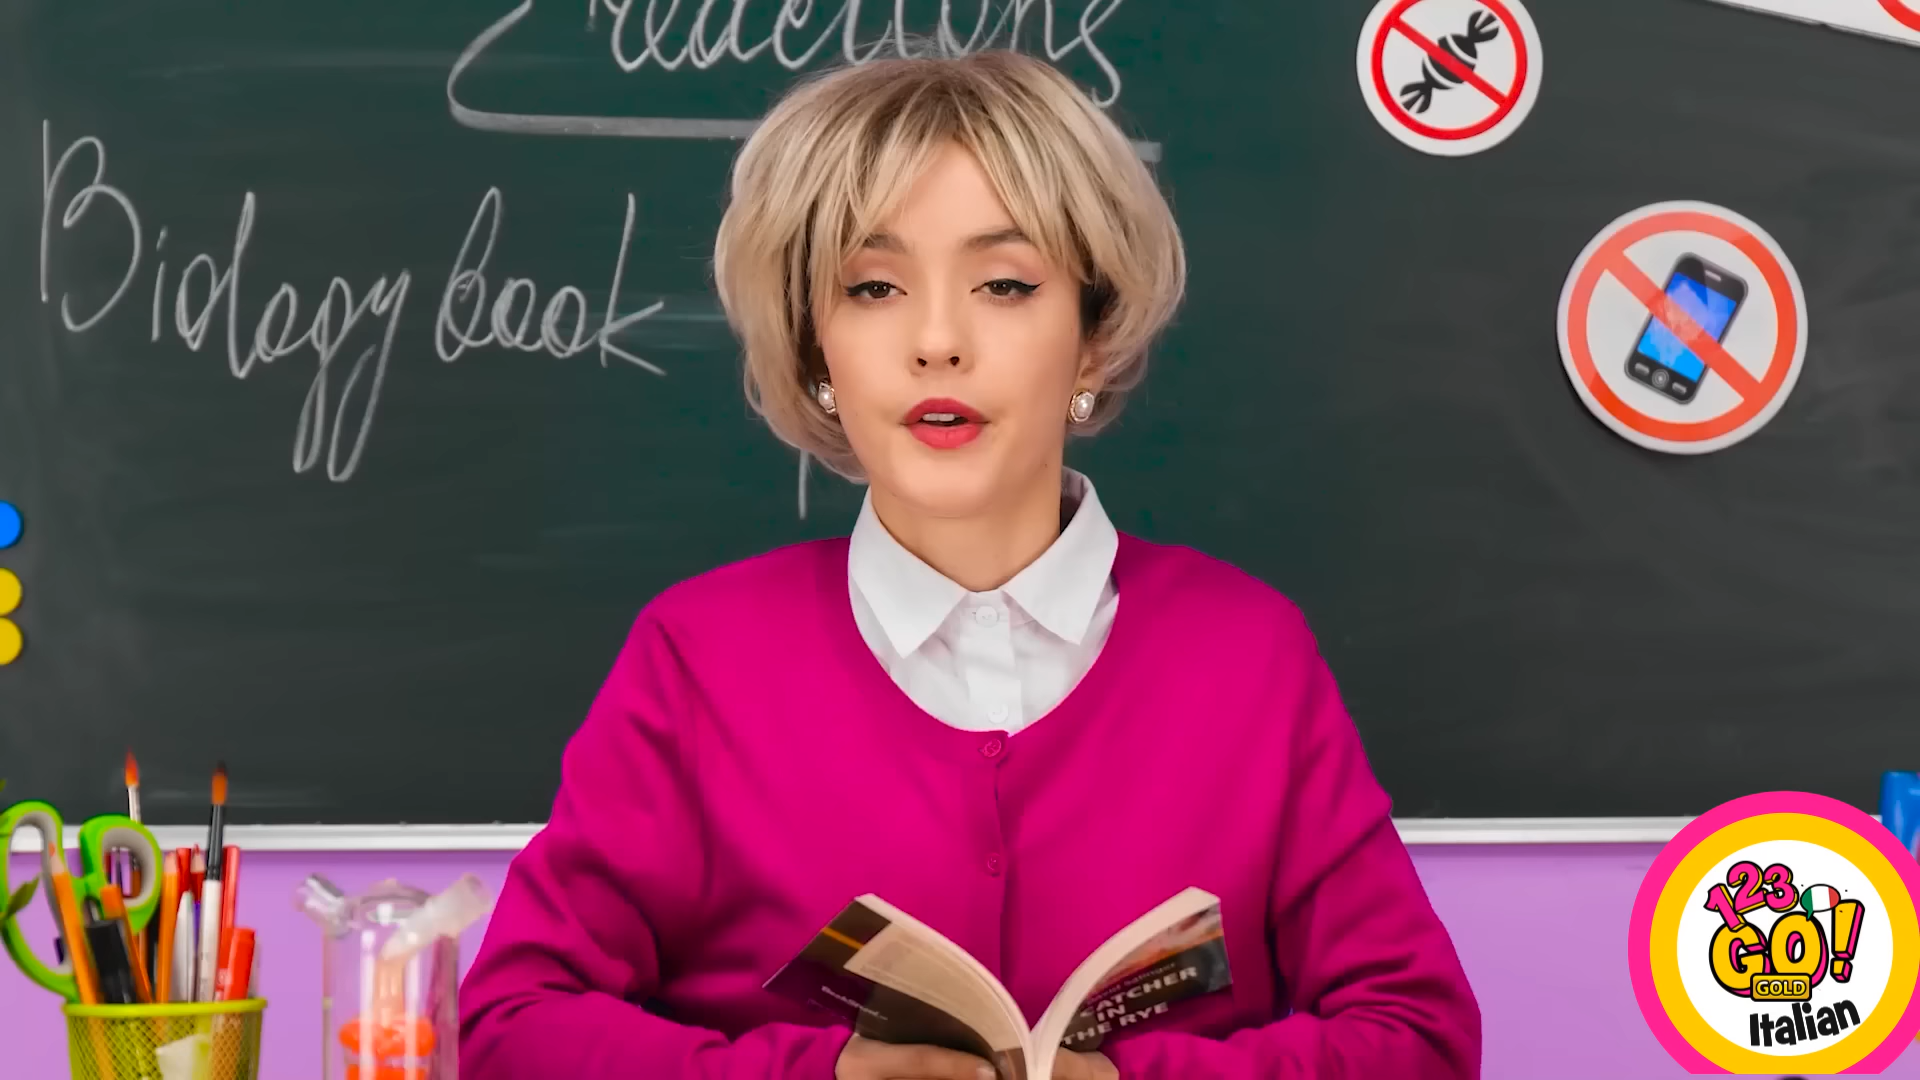 reactions
Biology book
CATCHER
IN
THE RYE
123
GO!
GOLD
Italian